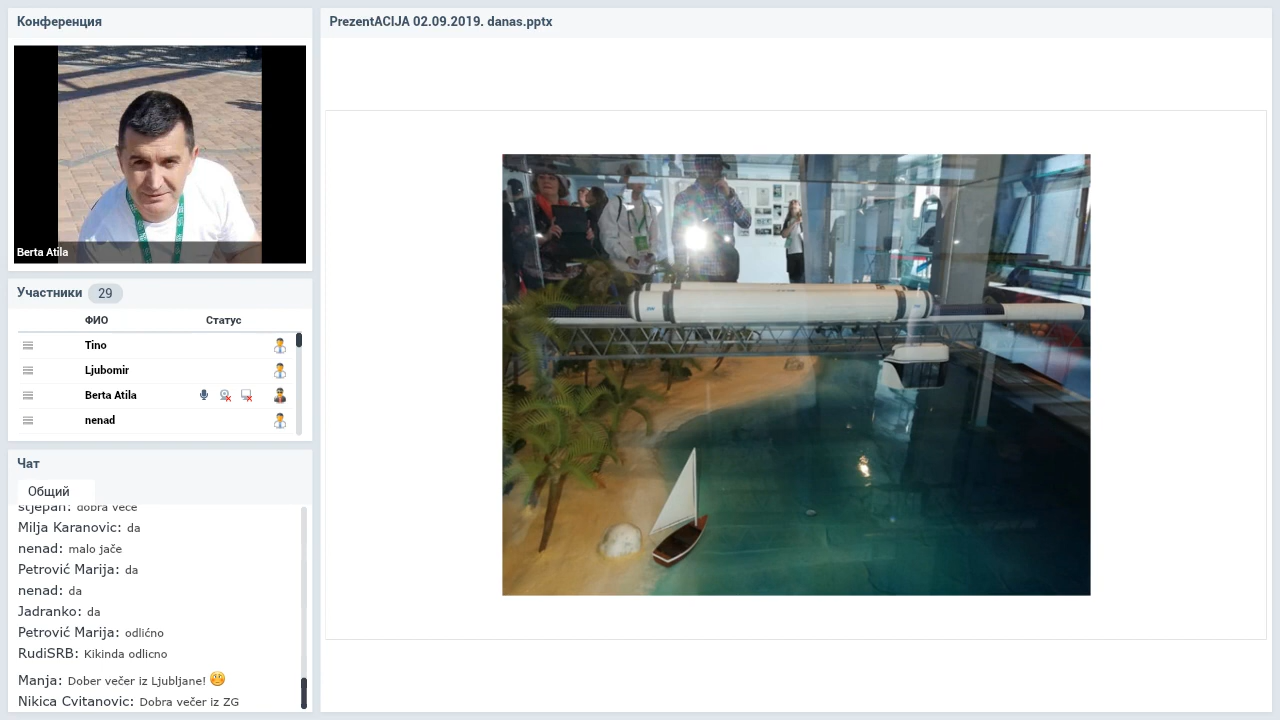 Конференция
Berta Atila
Участники 29
ФИО Статус
Tino
Ljubomir
Berta Atila
nenad
Чат
Общий
stjepan: dobra veče
Milja Karanovic: da
nenad: malo jače
Petrović Marija: da
nenad: da
Jadranko: da
Petrović Marija: odlićno
RudiSRB: Kikinda odlicno
Manja: Dober večer iz Ljubljane!
Nikica Cvitanovic: Dobra večer iz ZG
PrezentACIJA 02.09.2019. danas.pptx